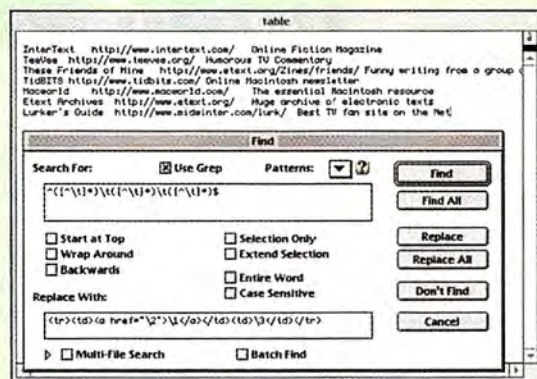 table
InterText http://www.intertext.com/ Online Fiction Magazine
TeeVee http://www.teevee.org/ Humorous TV Commentary
These Friends of Mine http://www.etext.org/Zines/friends/ Funny writing from a group
TidBITS http://www.tidbits.com/ Online Macintosh newsletter
Macworld http://www.macworld.com/ The essential Macintosh resource
Etext Archives http://www.etext.org/ Huge archive of electronic texts
Lurker's Guide http://www.midwinter.com/lurk/ Best TV fan site on the Net
Find
Search For: Use Grep Patterns: ?
^([^\t]*)\t([^\t]*)\t([^\t]*)$
Find
Find All
Start at Top Selection Only
Replace
Wrap Around Extend Selection
Replace All
Backwards
Entire Word
Case Sensitive
Don't Find
Replace With:
<tr><td><a href="\2">\1</a></td><td>\3</td></tr>
Cancel
Multi-File Search Batch Find